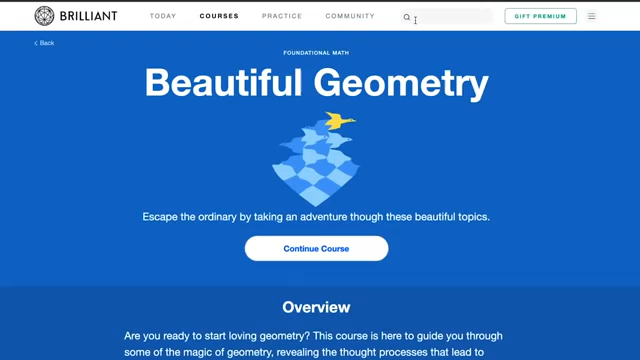 BRILLIANT TODAY COURSES PRACTICE COMMUNITY GIFT PREMIUM
< Back
FOUNDATIONAL MATH
Beautiful Geometry
Escape the ordinary by taking an adventure though these beautiful topics.
Continue Course
Overview
Are you ready to start loving geometry? This course is here to guide you through
some of the magic of geometry, revealing the thought processes that lead to